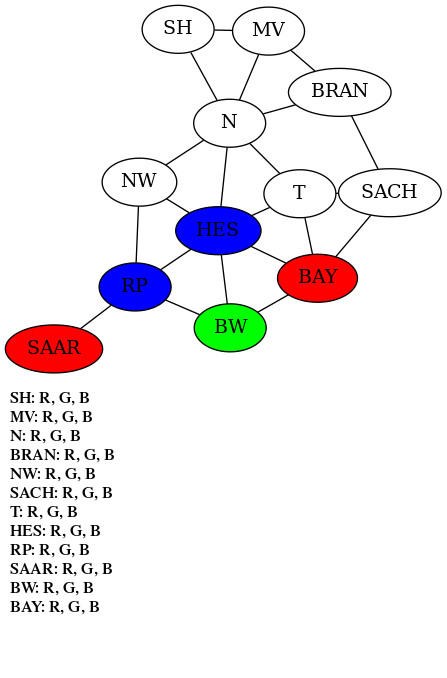 SH
MV
BRAN
N
NW
T
SACH
HES
BAY
RP
BW
SAAR
SH: R, G, B
MV: R, G, B
N: R, G, B
BRAN: R, G, B
NW: R, G, B
SACH: R, G, B
T: R, G, B
HES: R, G, B
RP: R, G, B
SAAR: R, G, B
BW: R, G, B
BAY: R, G, B